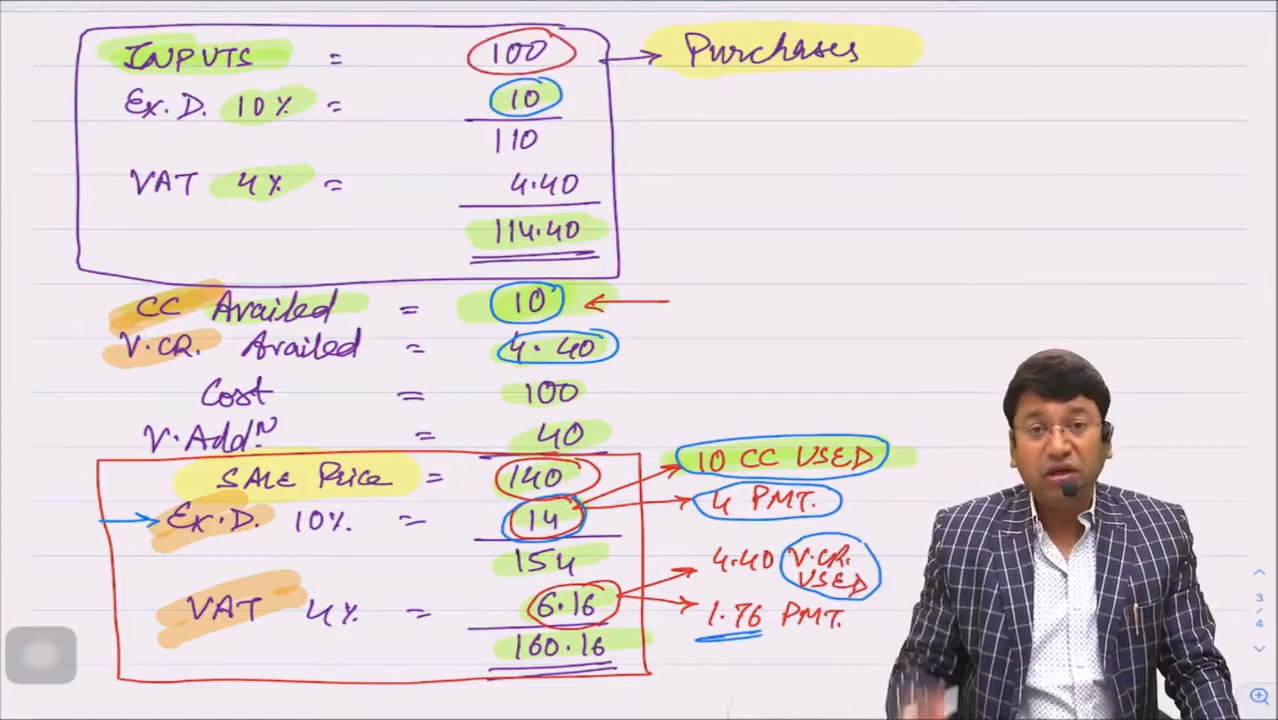 INPUTS = 100 → Purchases
Ex. D. 10% = 10
110
VAT 4% = 4.40
114.40
CC Availed = 10 ←
V.CR. Availed = 4.40
Cost = 100
V.Addⁿ = 40
SALE Price = 140
10 CC USED
Ex.D. 10% = 14
4 PMT.
154
4.40 V.CR. USED
VAT 4% = 6.16
1.76 PMT.
160.16
3
4